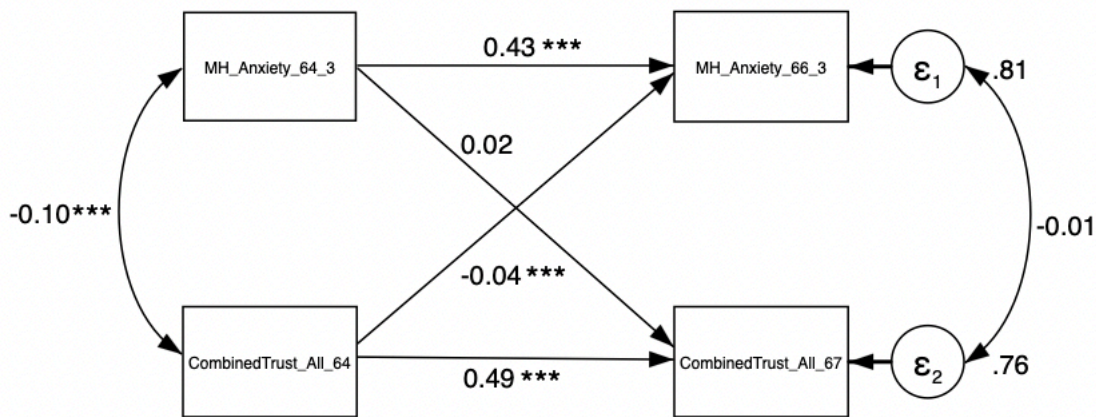 0.43 ***
MH_Anxiety_64_3
MH_Anxiety_66_3
ε1
.81
0.02
-0.10***
-0.01
-0.04 ***
CombinedTrust_All_64
CombinedTrust_All_67
ε2
.76
0.49 ***